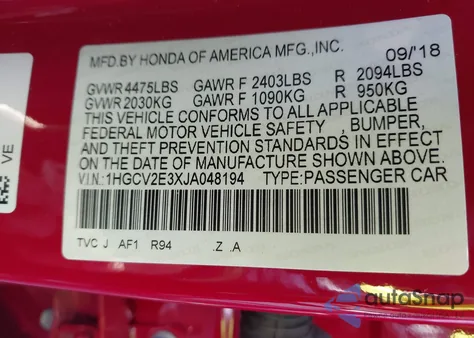 MFD.BY HONDA OF AMERICA MFG.,INC. 09/'18
GVWR 4475LBS GAWR F 2403LBS R 2094LBS
GVWR 2030KG GAWR F 1090KG R 950KG
THIS VEHICLE CONFORMS TO ALL APPLICABLE
FEDERAL MOTOR VEHICLE SAFETY , BUMPER,
AND THEFT PREVENTION STANDARDS IN EFFECT
ON THE DATE OF MANUFACTURE SHOWN ABOVE.
V.I.N.:1HGCV2E3XJA048194 TYPE:PASSENGER CAR
TVC J AF1 R94 .Z .A
VE
autoSnap